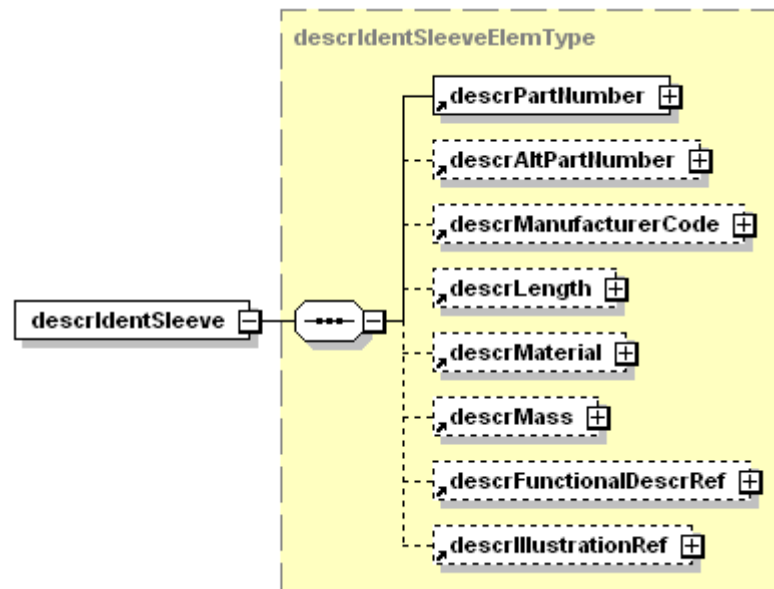 descrIdentSleeveElemType
descrPartNumber
descrAltPartNumber
descrManufacturerCode
descrLength
descrIdentSleeve
descrMaterial
descrMass
descrFunctionalDescrRef
descrIllustrationRef